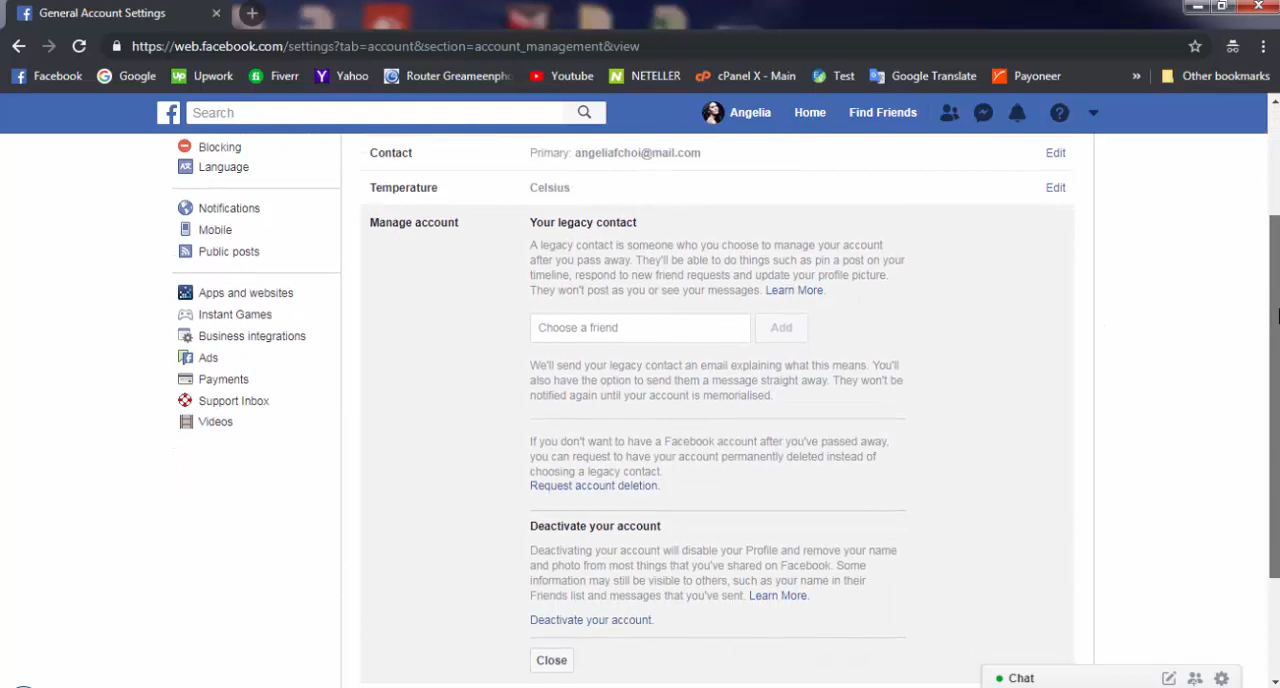 General Account Settings
https://web.facebook.com/settings?tab=account&section=account_management&view
Facebook Google Upwork Fiverr Yahoo Router Greameenph Youtube NETELLER cPanel X - Main Test Google Translate Payoneer » Other bookmarks
Search Angelia Home Find Friends
Blocking
Language
Notifications
Mobile
Public posts
Apps and websites
Instant Games
Business integrations
Ads
Payments
Support Inbox
Videos
Contact Primary: angeliafchoi@mail.com Edit
Temperature Celsius Edit
Manage account Your legacy contact
A legacy contact is someone who you choose to manage your account
after you pass away. They'll be able to do things such as pin a post on your
timeline, respond to new friend requests and update your profile picture.
They won't post as you or see your messages. Learn More.
Choose a friend Add
We'll send your legacy contact an email explaining what this means. You'll
also have the option to send them a message straight away. They won't be
notified again until your account is memorialised.
If you don't want to have a Facebook account after you've passed away,
you can request to have your account permanently deleted instead of
choosing a legacy contact.
Request account deletion.
Deactivate your account
Deactivating your account will disable your Profile and remove your name
and photo from most things that you've shared on Facebook. Some
information may still be visible to others, such as your name in their
Friends list and messages that you've sent. Learn More.
Deactivate your account.
Close
Chat